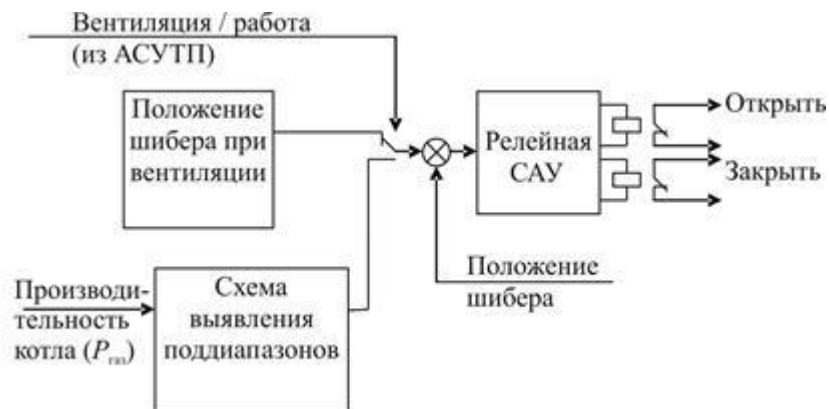 Вентиляция / работа
(из АСУТП)
Положение
шибера при
вентиляции
Релейная
САУ
Открыть
Закрыть
Положение
шибера
Производи-
тельность
котла (Pгаз)
Схема
выявления
поддиапазонов